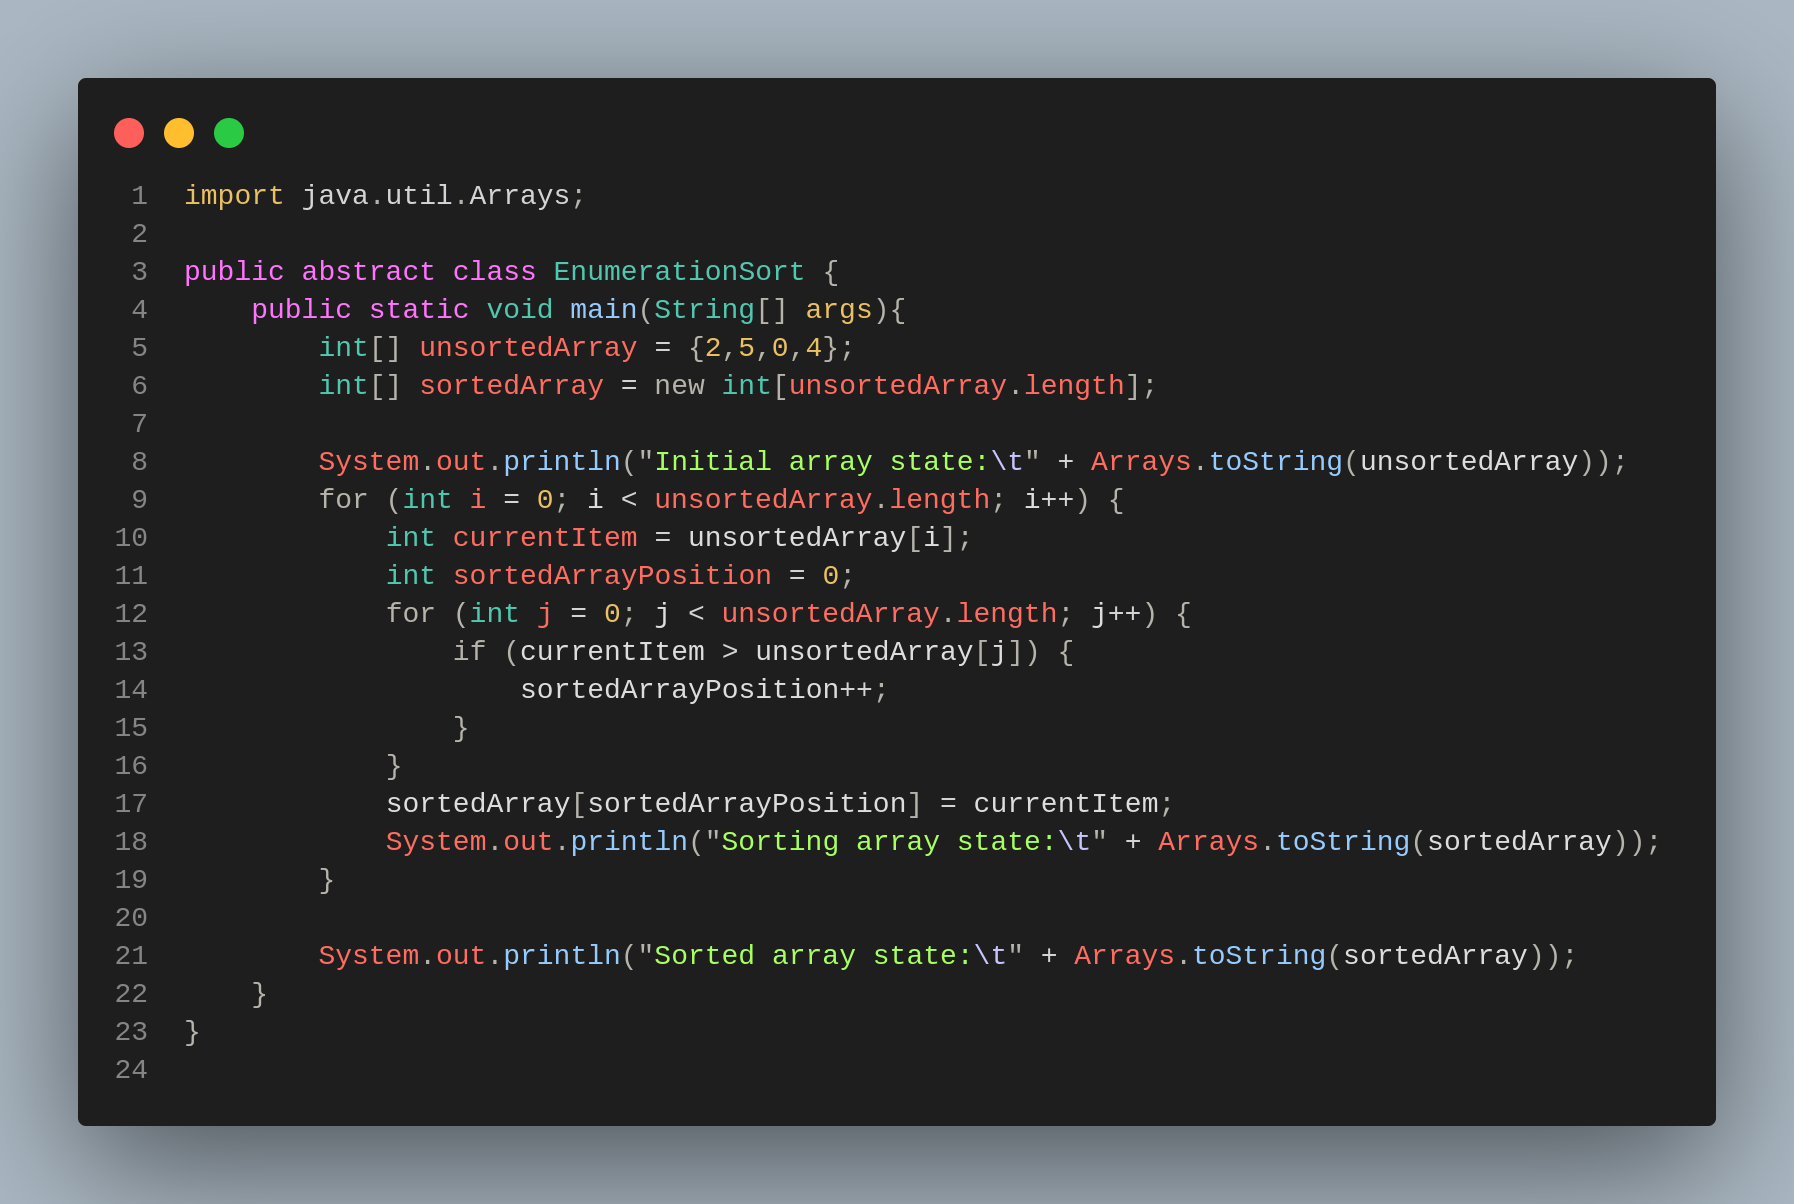 1 import java.util.Arrays;
2
3 public abstract class EnumerationSort {
4     public static void main(String[] args){
5         int[] unsortedArray = {2,5,0,4};
6         int[] sortedArray = new int[unsortedArray.length];
7
8         System.out.println("Initial array state:\t" + Arrays.toString(unsortedArray));
9         for (int i = 0; i < unsortedArray.length; i++) {
10             int currentItem = unsortedArray[i];
11             int sortedArrayPosition = 0;
12             for (int j = 0; j < unsortedArray.length; j++) {
13                 if (currentItem > unsortedArray[j]) {
14                     sortedArrayPosition++;
15                 }
16             }
17             sortedArray[sortedArrayPosition] = currentItem;
18             System.out.println("Sorting array state:\t" + Arrays.toString(sortedArray));
19         }
20
21         System.out.println("Sorted array state:\t" + Arrays.toString(sortedArray));
22     }
23 }
24